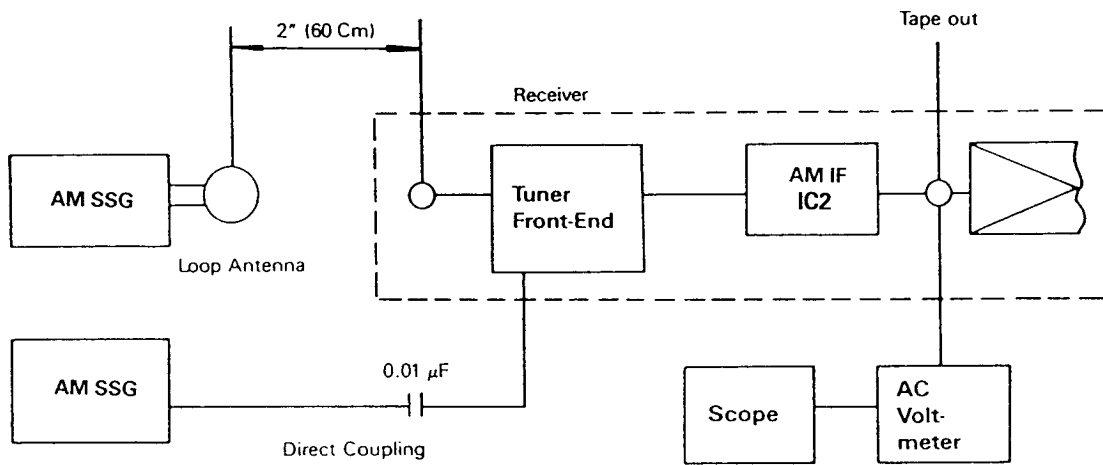 2" (60 Cm)
Tape out
Receiver
AM SSG
Tuner
Front-End
AM IF
IC2
Loop Antenna
AM SSG
0.01 µF
Direct Coupling
Scope
AC
Volt-
meter